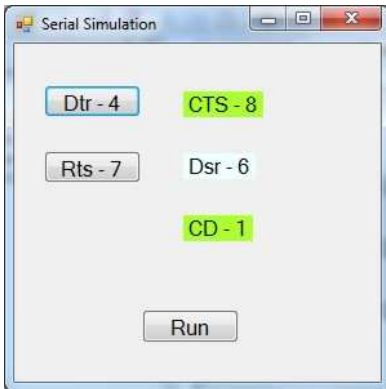 Serial Simulation
Dtr - 4 CTS - 8
Rts - 7 Dsr - 6
CD - 1
Run